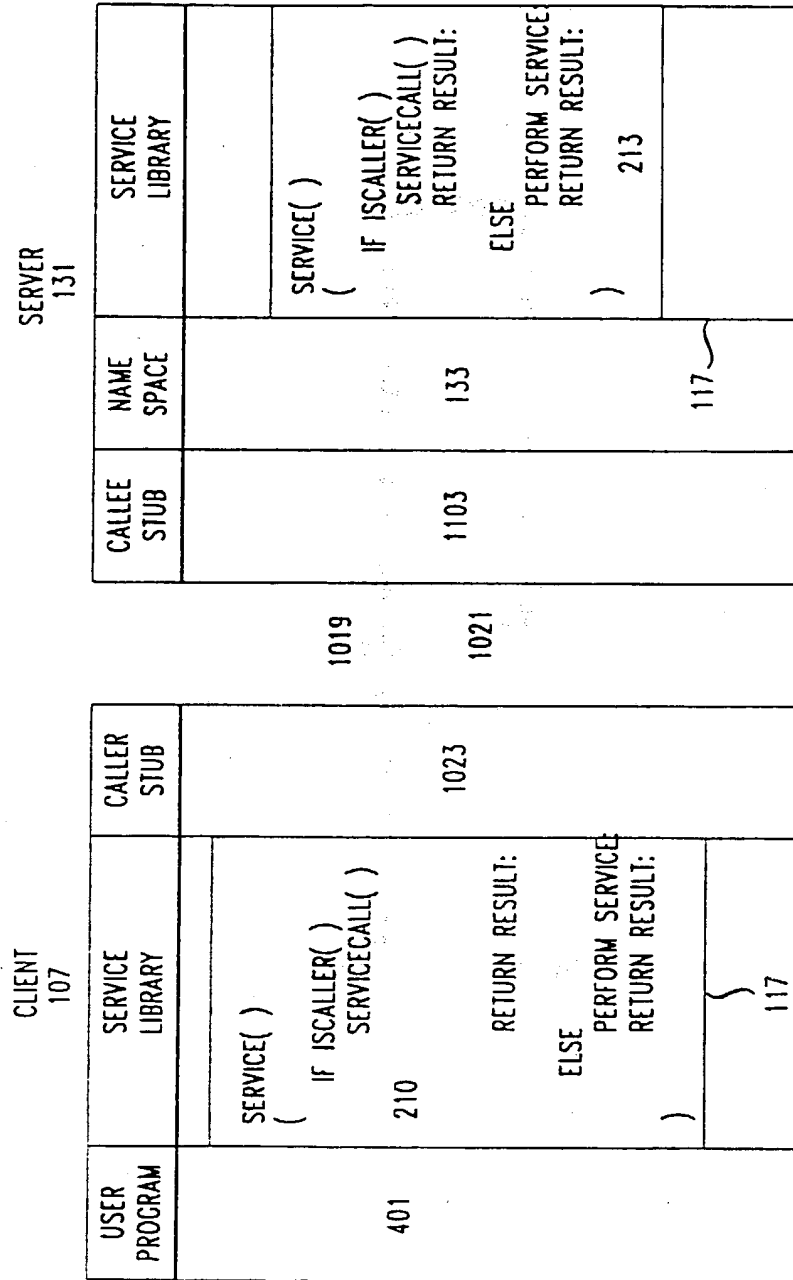 CLIENT
107
USER
PROGRAM
SERVICE
LIBRARY
CALLER
STUB
401
SERVICE( )
(
IF ISCALLER( )
SERVICECALL( )
210
RETURN RESULT:
ELSE
PERFORM SERVICE:
RETURN RESULT:
)
117
1023
1019
1021
SERVER
131
CALLEE
STUB
NAME
SPACE
SERVICE
LIBRARY
1103
133
SERVICE( )
(
IF ISCALLER( )
SERVICECALL( )
RETURN RESULT:
ELSE
PERFORM SERVICE:
RETURN RESULT:
213
)
117